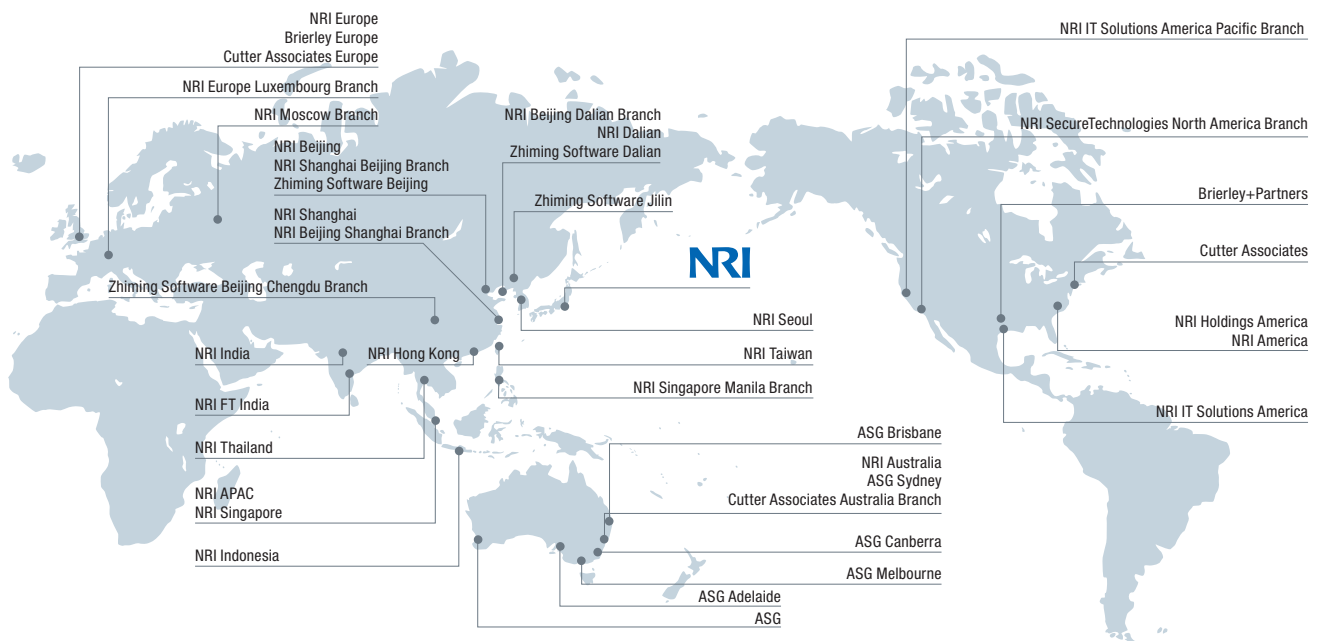 NRI Europe
Brierley Europe
Cutter Associates Europe
NRI Europe Luxembourg Branch
NRI Moscow Branch
NRI Beijing
NRI Shanghai Beijing Branch
Zhiming Software Beijing
NRI Shanghai
NRI Beijing Shanghai Branch
Zhiming Software Beijing Chengdu Branch
NRI India
NRI Hong Kong
NRI FT India
NRI Thailand
NRI APAC
NRI Singapore
NRI Indonesia
NRI Beijing Dalian Branch
NRI Dalian
Zhiming Software Dalian
Zhiming Software Jilin
NRI
NRI Seoul
NRI Taiwan
NRI Singapore Manila Branch
ASG Brisbane
NRI Australia
ASG Sydney
Cutter Associates Australia Branch
ASG Canberra
ASG Melbourne
ASG Adelaide
ASG
NRI IT Solutions America Pacific Branch
NRI SecureTechnologies North America Branch
Brierley+Partners
Cutter Associates
NRI Holdings America
NRI America
NRI IT Solutions America